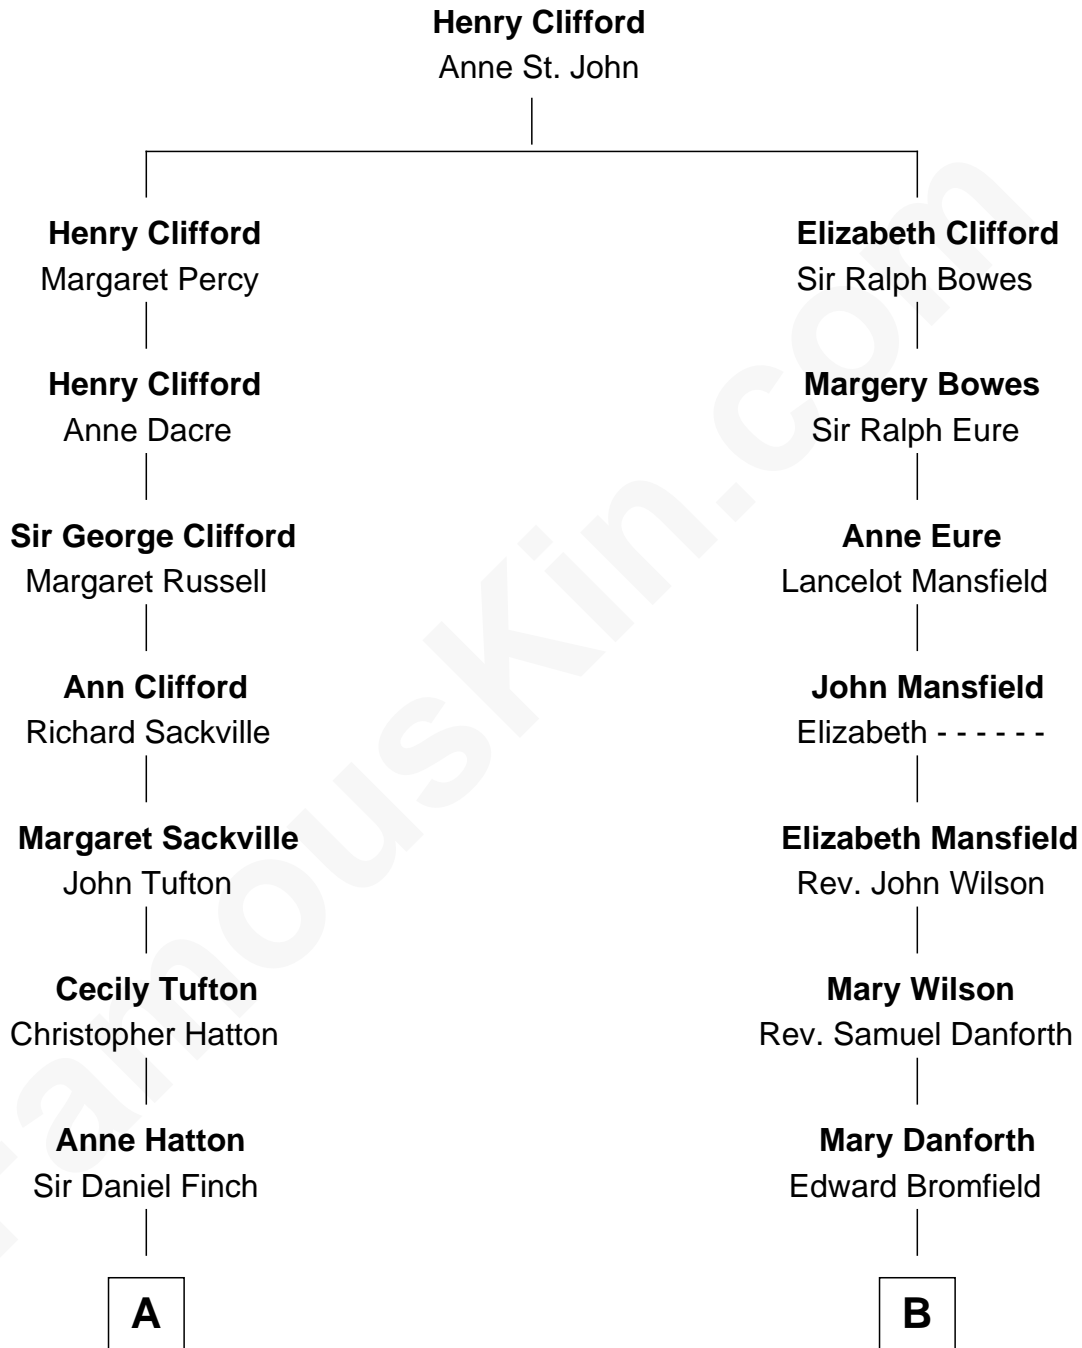 Henry Clifford
Anne St. John
Henry Clifford
Margaret Percy
Elizabeth Clifford
Sir Ralph Bowes
Henry Clifford
Anne Dacre
Margery Bowes
Sir Ralph Eure
Sir George Clifford
Margaret Russell
Anne Eure
Lancelot Mansfield
Ann Clifford
Richard Sackville
John Mansfield
Elizabeth - - - - - -
Margaret Sackville
John Tufton
Elizabeth Mansfield
Rev. John Wilson
Cecily Tufton
Christopher Hatton
Mary Wilson
Rev. Samuel Danforth
Anne Hatton
Sir Daniel Finch
Mary Danforth
Edward Bromfield
A
B
FamousKin.com